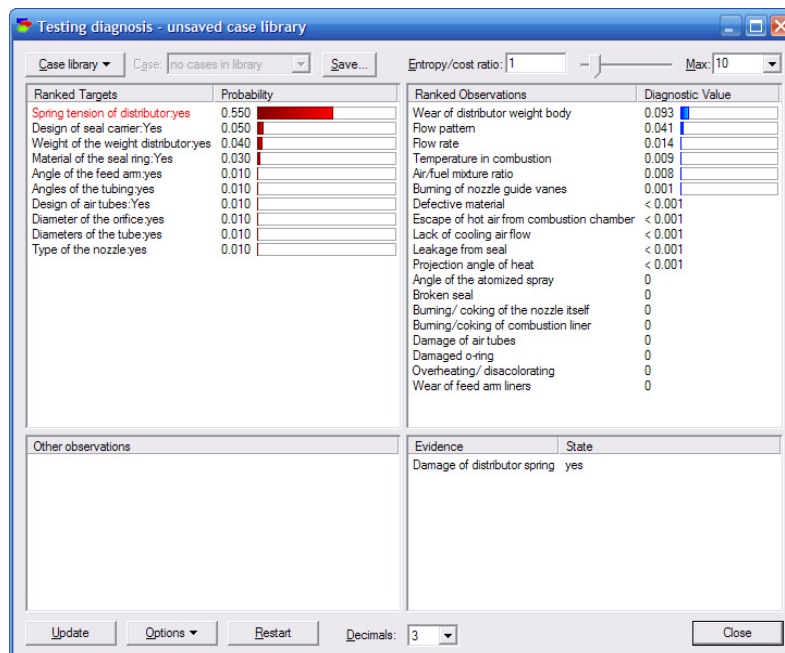 Testing diagnosis - unsaved case library
Case library Case: no cases in library Save... Entropy/cost ratio: 1 Max: 10
Ranked Targets Probability
Spring tension of distributor:yes 0.550
Design of seal carrier:Yes 0.050
Weight of the weight distributor:yes 0.040
Material of the seal ring:Yes 0.030
Angle of the feed arm:yes 0.010
Angles of the tubing:yes 0.010
Design of air tubes:Yes 0.010
Diameter of the orifice:yes 0.010
Diameters of the tube:yes 0.010
Type of the nozzle:yes 0.010
Ranked Observations Diagnostic Value
Wear of distributor weight body 0.093
Flow pattern 0.041
Flow rate 0.014
Temperature in combustion 0.009
Air/fuel mixture ratio 0.008
Burning of nozzle guide vanes 0.001
Defective material < 0.001
Escape of hot air from combustion chamber < 0.001
Lack of cooling air flow < 0.001
Leakage from seal < 0.001
Projection angle of heat < 0.001
Angle of the atomized spray 0
Broken seal 0
Burning/ coking of the nozzle itself 0
Burning/coking of combustion liner 0
Damage of air tubes 0
Damaged o-ring 0
Overheating/ disacolorating 0
Wear of feed arm liners 0
Other observations
Evidence State
Damage of distributor spring yes
Update Options Restart Decimals: 3 Close